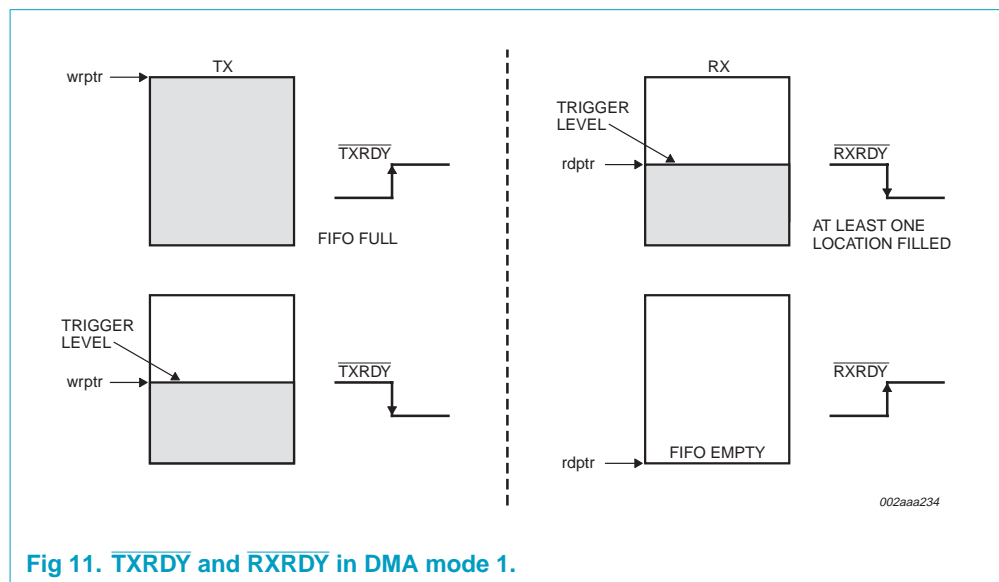 TX
wrptr
TXRDY
FIFO FULL
TRIGGER
LEVEL
wrptr
TXRDY
RX
TRIGGER
LEVEL
rdptr
RXRDY
AT LEAST ONE
LOCATION FILLED
RXRDY
FIFO EMPTY
rdptr
002aaa234
Fig 11. TXRDY and RXRDY in DMA mode 1.